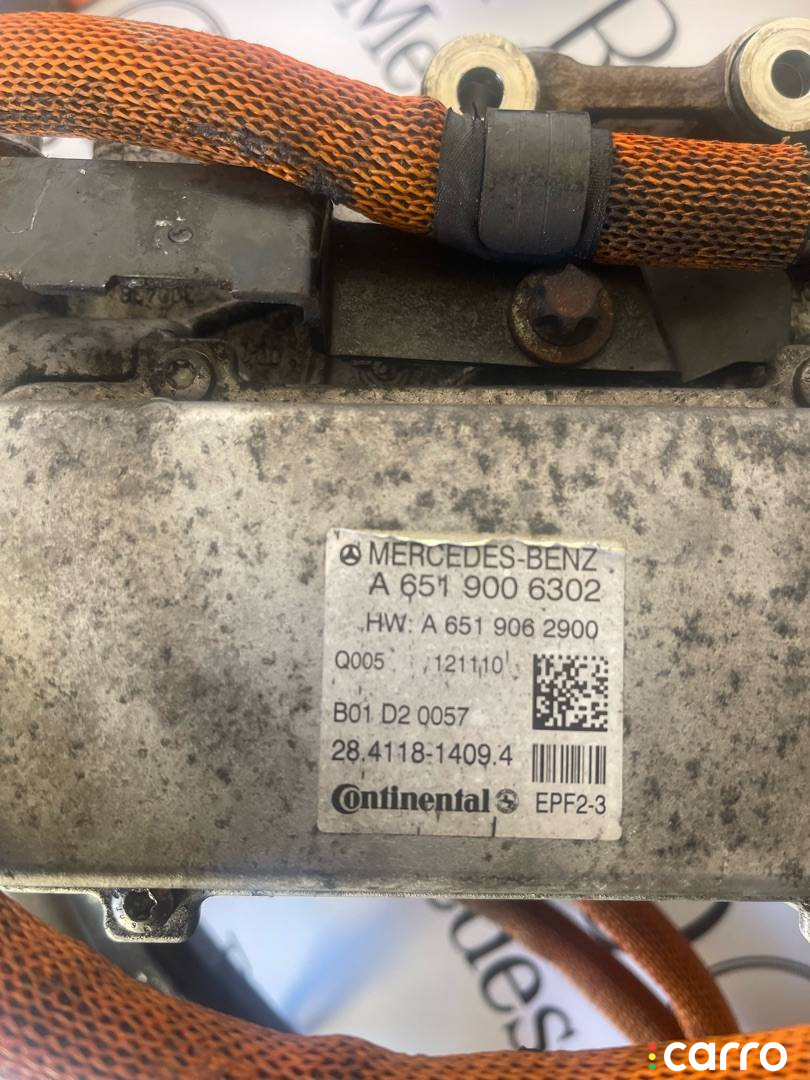 Mercedes B
MERCEDES-BENZ
A 651 900 6302
HW: A 651 906 2900
Q005 121110
B01 D2 0057
28.4118-1409.4
Continental EPF2-3
carro